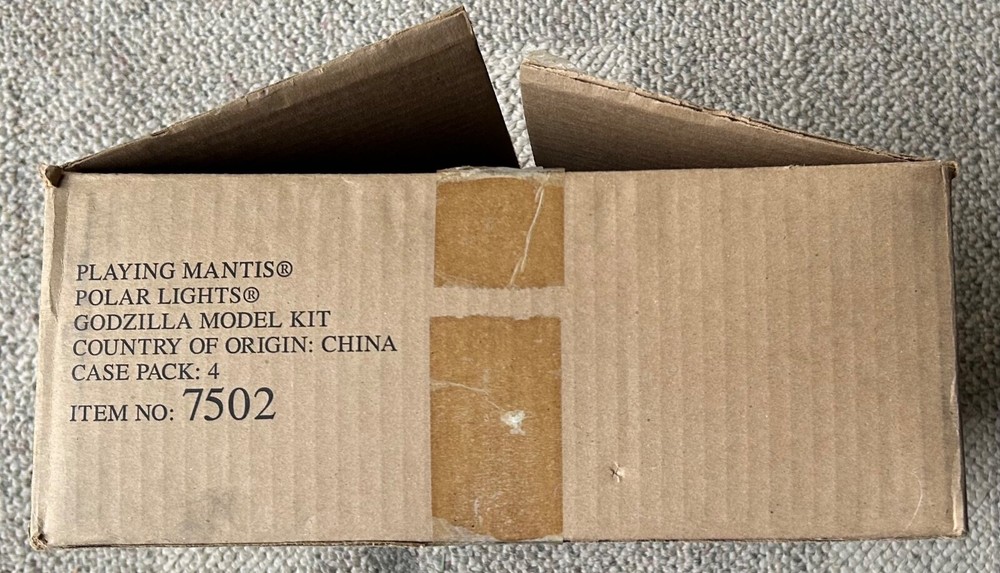 PLAYING MANTIS®
POLAR LIGHTS®
GODZILLA MODEL KIT
COUNTRY OF ORIGIN: CHINA
CASE PACK: 4
ITEM NO: 7502